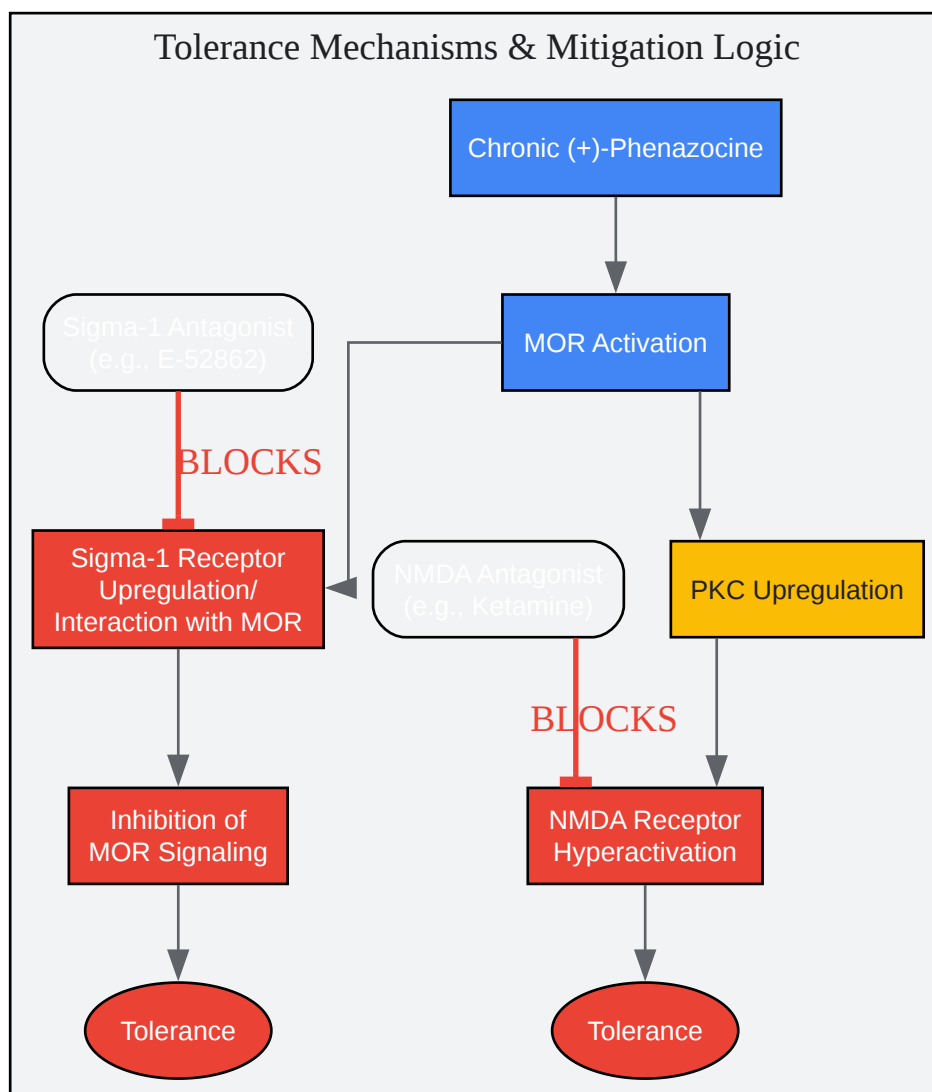 Tolerance Mechanisms & Mitigation Logic
Chronic (+)-Phenazocine
Sigma-1 Antagonist
(e.g., E-52862)
MOR Activation
BLOCKS
Sigma-1 Receptor
Upregulation/
Interaction with MOR
NMDA Antagonist
(e.g., Ketamine)
PKC Upregulation
BLOCKS
Inhibition of
MOR Signaling
NMDA Receptor
Hyperactivation
Tolerance
Tolerance